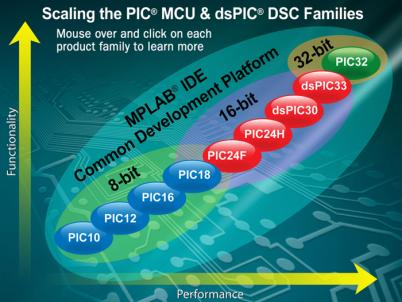 Scaling the PIC® MCU & dsPIC® DSC Families
Mouse over and click on each
product family to learn more
MPLAB® IDE
Common Development Platform
32-bit
PIC32
dsPIC33
16-bit
dsPIC30
PIC24H
PIC24F
8-bit
PIC18
PIC16
PIC12
PIC10
Functionality
Performance